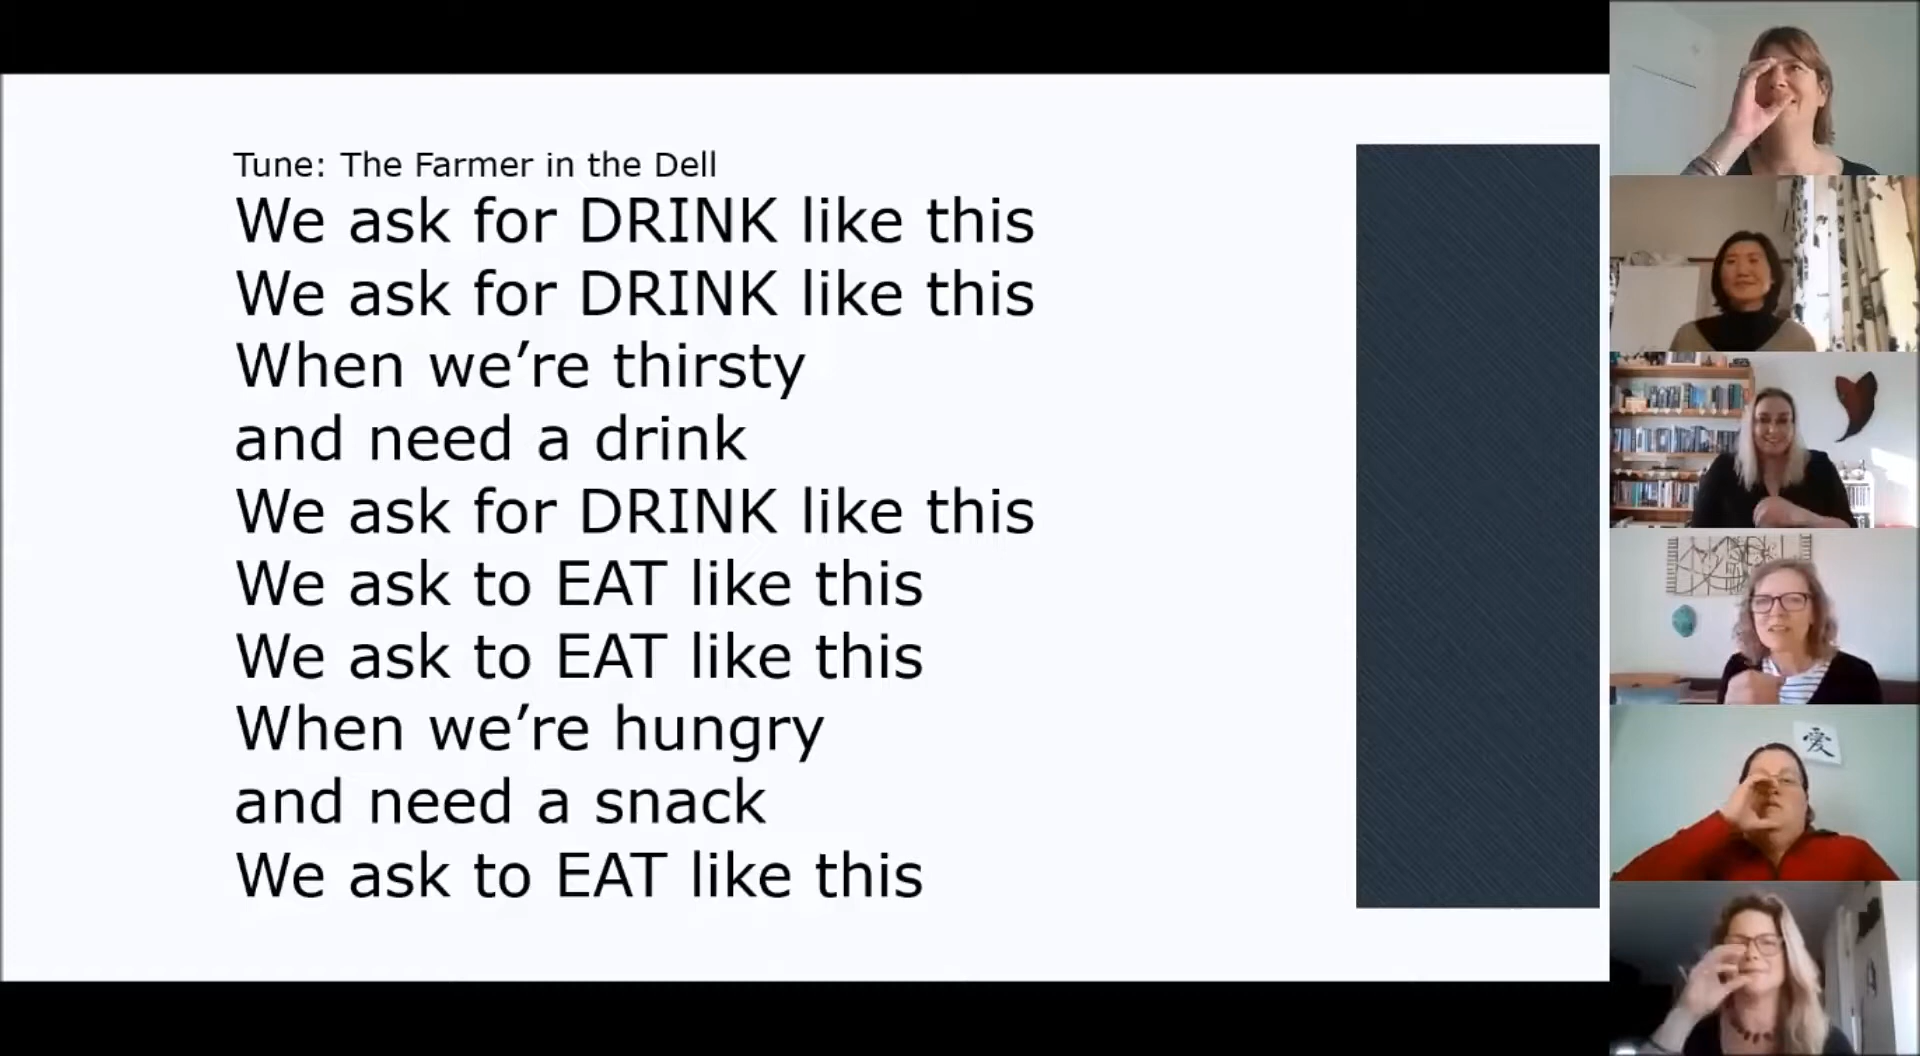 Tune: The Farmer in the Dell
We ask for DRINK like this
We ask for DRINK like this
When we’re thirsty
and need a drink
We ask for DRINK like this
We ask to EAT like this
We ask to EAT like this
When we’re hungry
and need a snack
We ask to EAT like this
愛